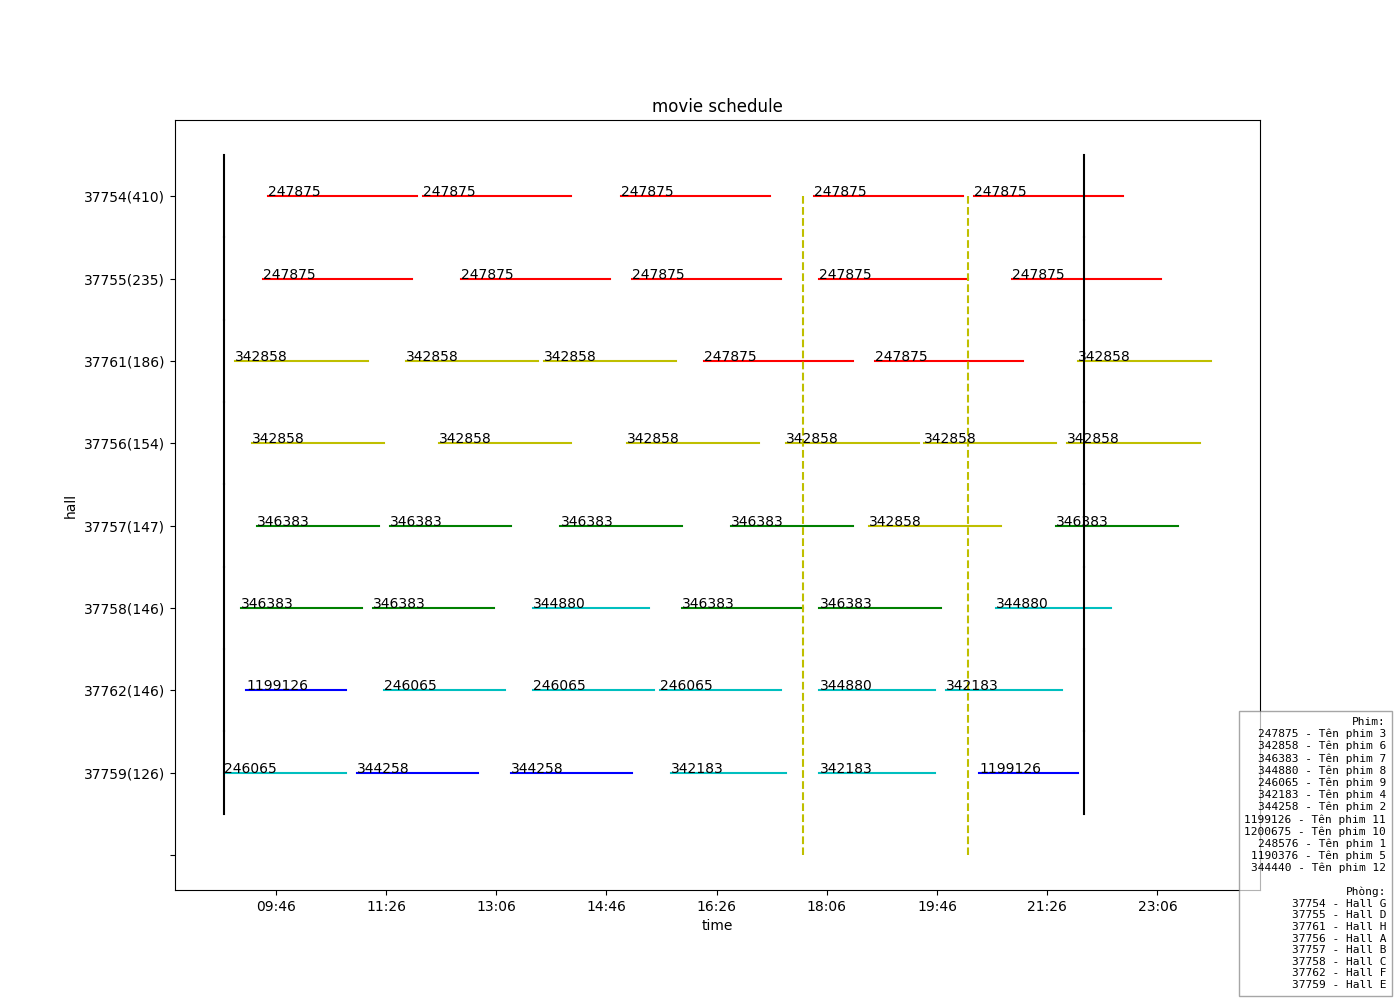 movie schedule
37754(410)
247875 247875 247875 247875 247875
37755(235)
247875 247875 247875 247875 247875
37761(186)
342858 342858 342858 247875 247875 342858
37756(154)
342858 342858 342858 342858 342858 342858
hall
37757(147)
346383 346383 346383 346383 342858 346383
37758(146)
346383 346383 344880 346383 346383 344880
37762(146)
1199126 246065 246065 246065 344880 342183
37759(126)
246065 344258 344258 342183 342183 1199126
09:46 11:26 13:06 14:46 16:26 18:06 19:46 21:26 23:06
time
Phim:
247875 - Tên phim 3
342858 - Tên phim 6
346383 - Tên phim 7
344880 - Tên phim 8
246065 - Tên phim 9
342183 - Tên phim 4
344258 - Tên phim 2
1199126 - Tên phim 11
1200675 - Tên phim 10
248576 - Tên phim 1
1190376 - Tên phim 5
344440 - Tên phim 12
Phòng:
37754 - Hall G
37755 - Hall D
37761 - Hall H
37756 - Hall A
37757 - Hall B
37758 - Hall C
37762 - Hall F
37759 - Hall E